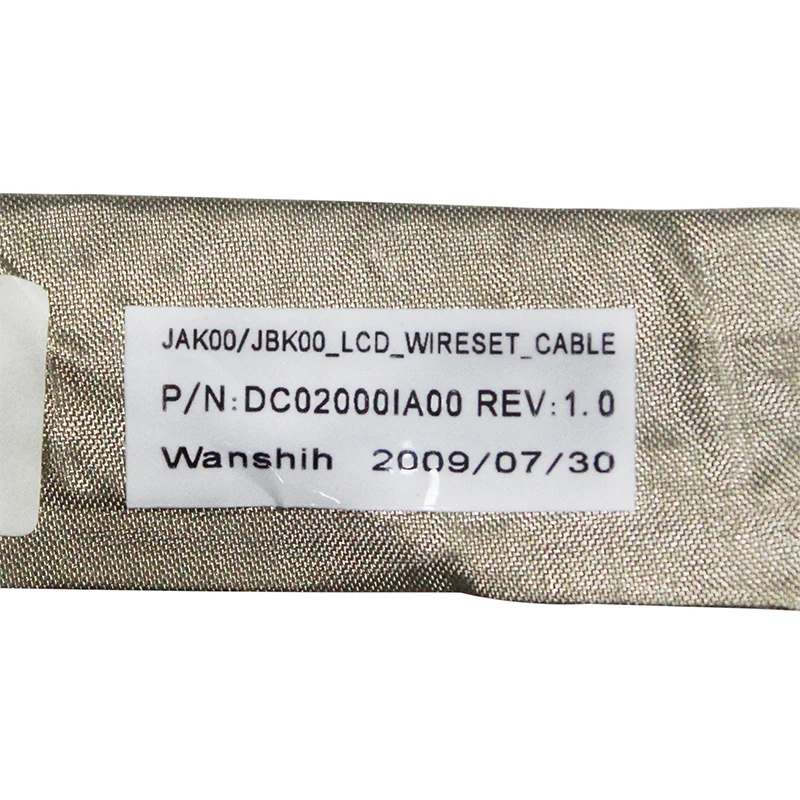 JAK00/JBK00_LCD_WIRESET_CABLE
P/N:DC02000IA00 REV:1.0
Wanshih 2009/07/30